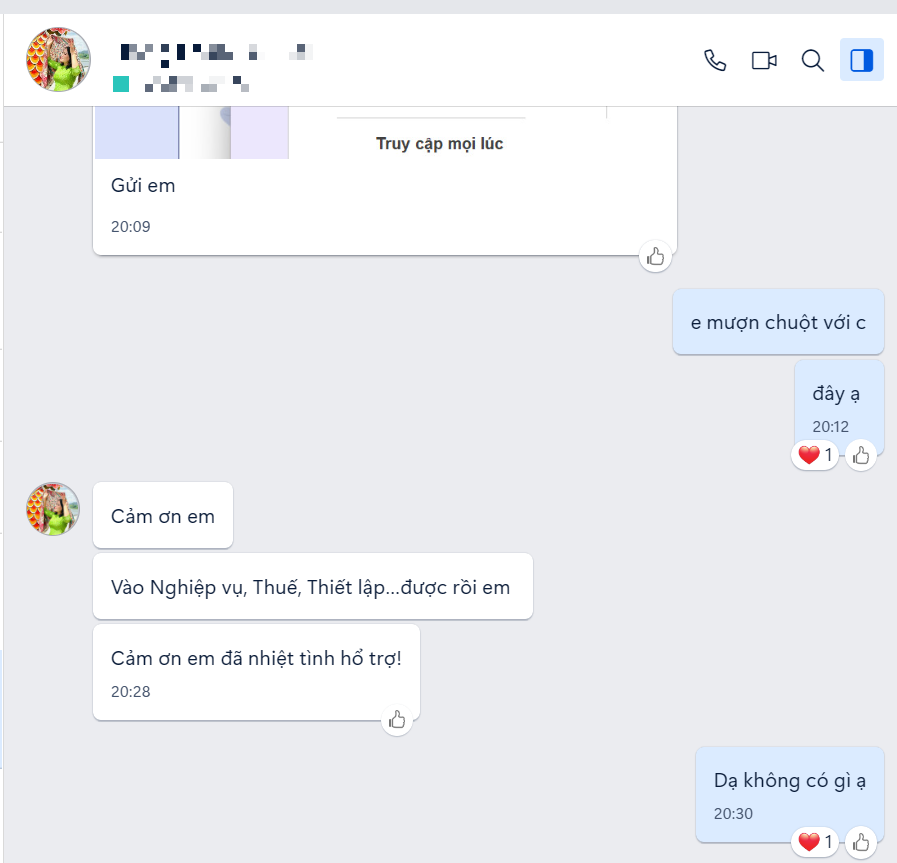 Truy cập mọi lúc
Gửi em
20:09
e mượn chuột với c
đây ạ
20:12
1
Cảm ơn em
Vào Nghiệp vụ, Thuế, Thiết lập...được rồi em
Cảm ơn em đã nhiệt tình hổ trợ!
20:28
Dạ không có gì ạ
20:30
1